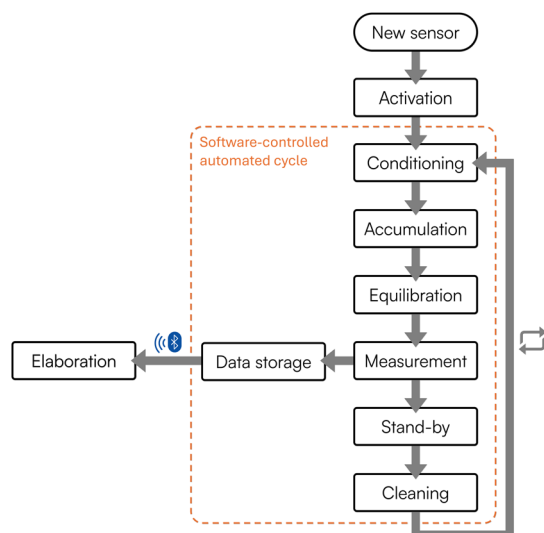 New sensor
Activation
Software-controlled
automated cycle
Conditioning
Accumulation
Equilibration
Elaboration
Data storage
Measurement
Stand-by
Cleaning